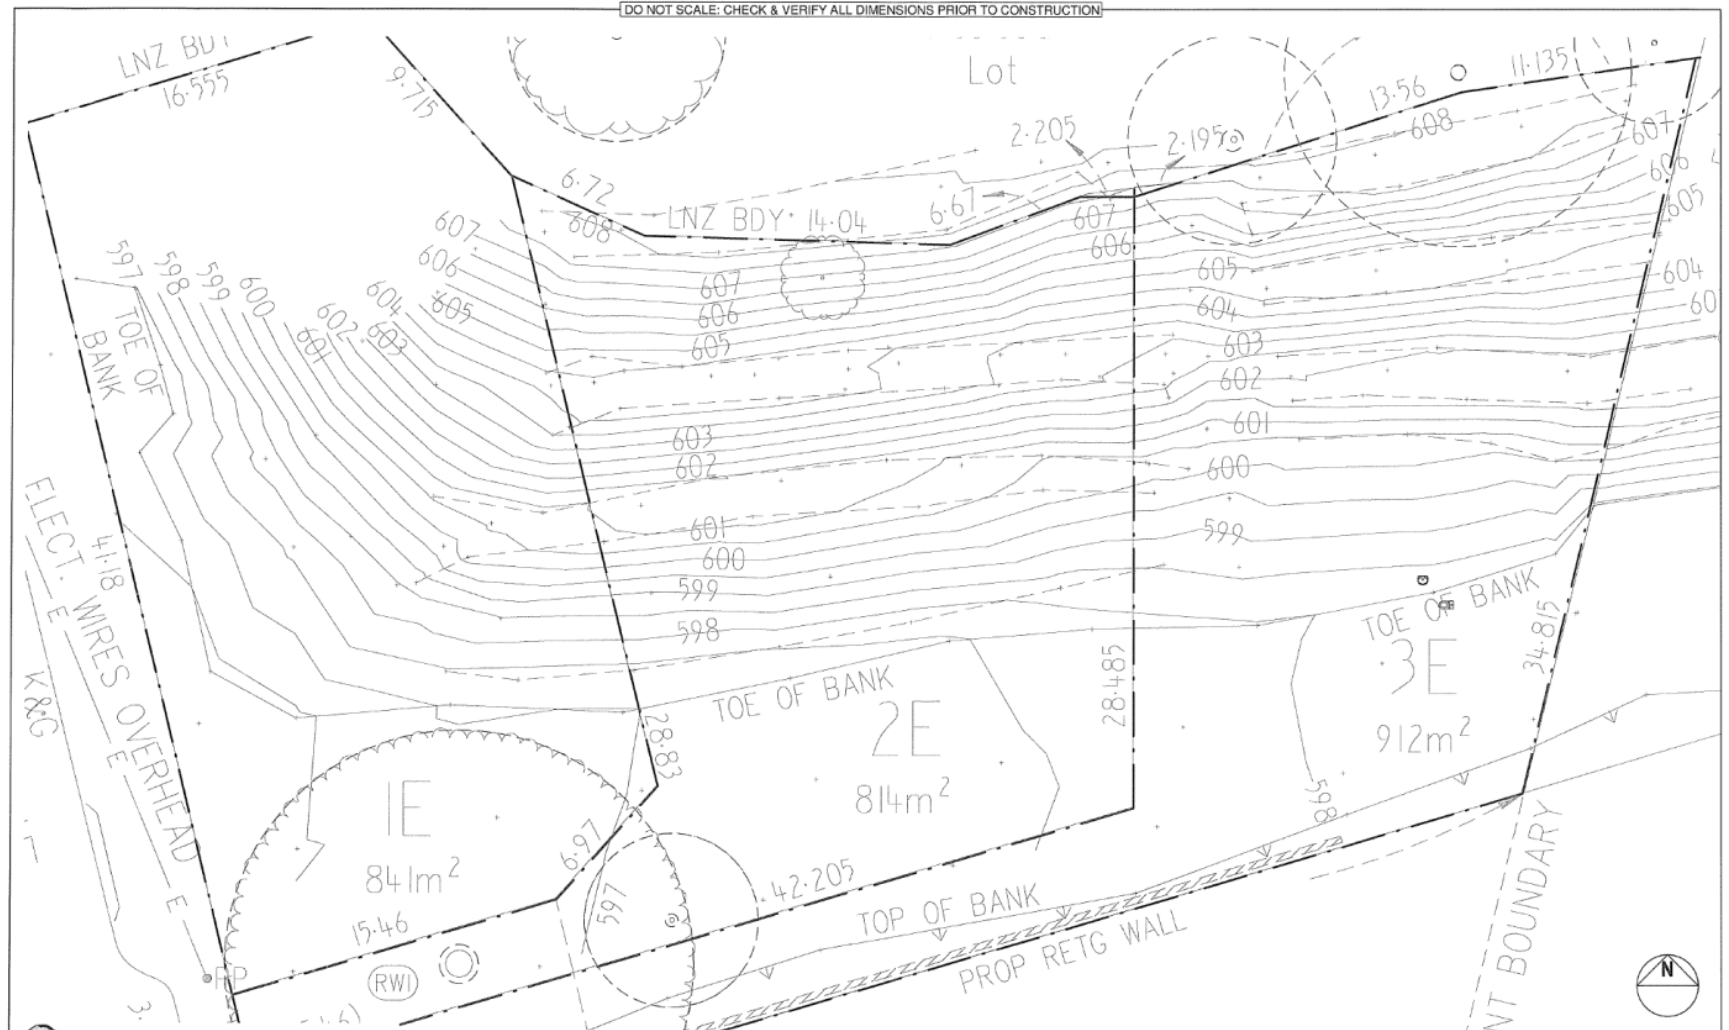 DO NOT SCALE: CHECK & VERIFY ALL DIMENSIONS PRIOR TO CONSTRUCTION
LNZ BDY
16·555
9·715
Lot
11·135
13·56
608
607
606
605
604
2·205
2·195
6·72
6·67
LNZ BDY 14·04
608
607
606
605
607
606
605
604
603
602
601
600
599
597
598
599
600
601
602
603
604
607
606
605
603
602
601
600
599
598
TOE OF BANK
TOE OF BANK
TOE OF BANK
ELECT. WIRES OVERHEAD
41·18
E
E
E
K&G
28·83
28·485
34·815
1E
841m²
2E
814m²
3E
912m²
598
597
6·97
15·46
42·205
TOP OF BANK
PROP RETG WALL
RWI
PP
3·
BOUNDARY
N